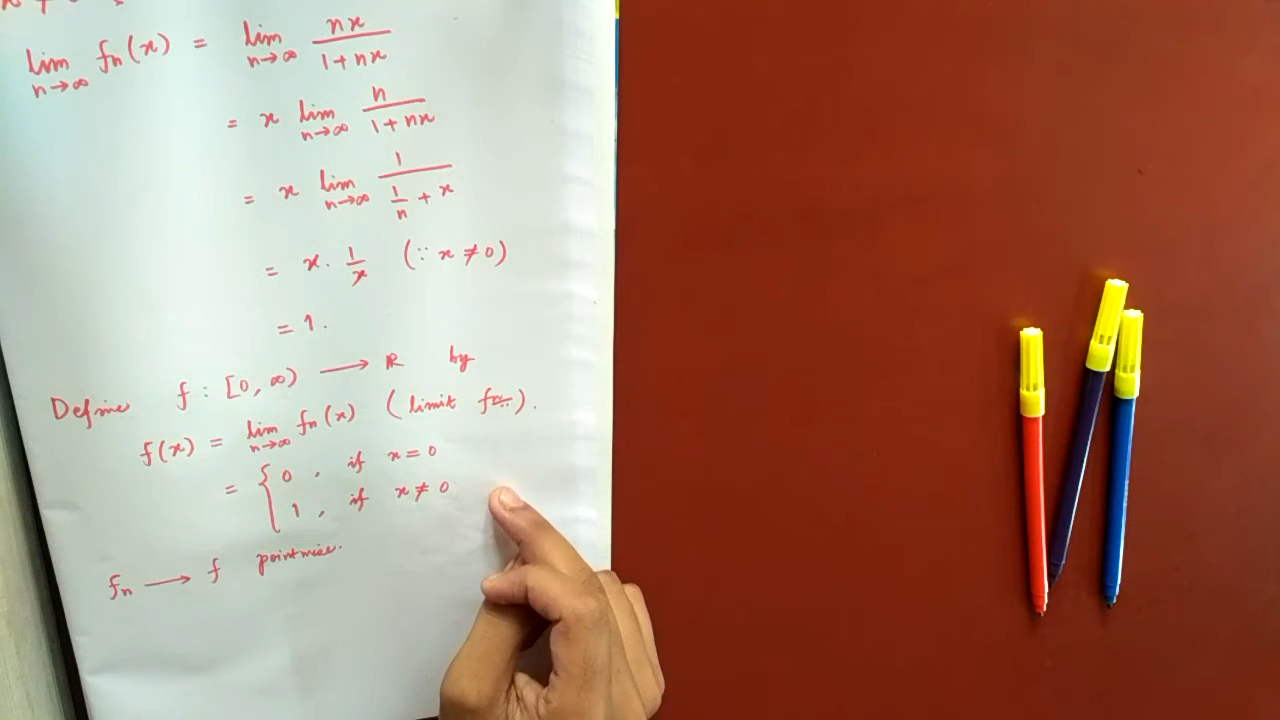 lim n→∞ fn(x) = lim n→∞ nx / (1 + nx)
= x lim n→∞ n / (1 + nx)
= x lim n→∞ 1 / (1/n + x)
= x · 1/x (∵ x ≠ 0)
= 1.
Define f : [0, ∞) → ℝ by
f(x) = lim n→∞ fn(x) (limit fn).
= { 0 , if x = 0
1 , if x ≠ 0
fn → f pointwise.